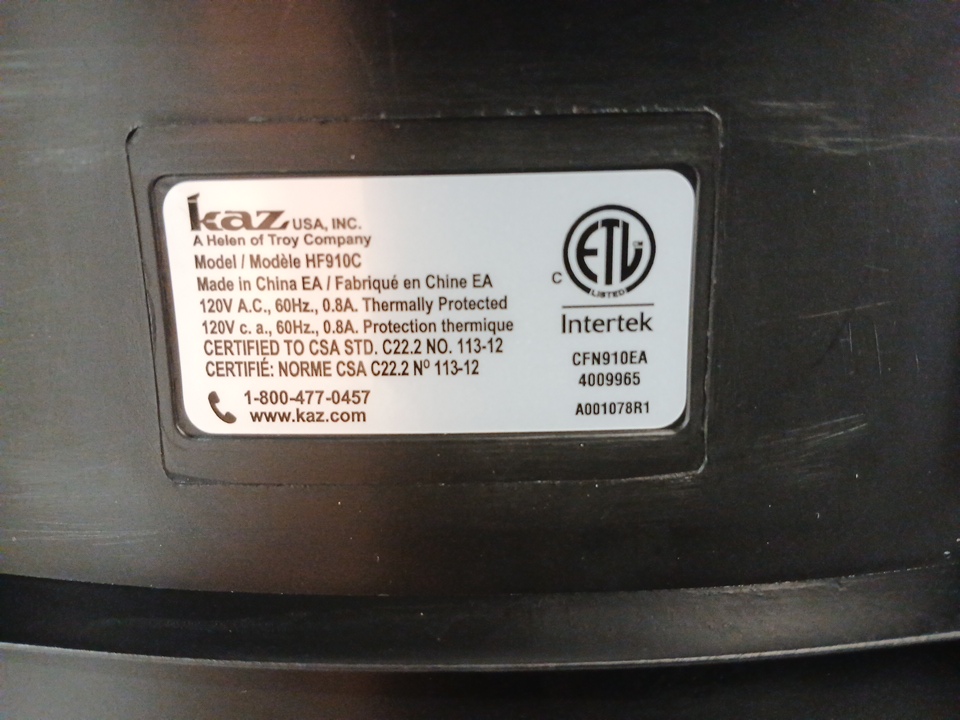 kaz USA, INC.
A Helen of Troy Company
Model / Modèle HF910C
Made in China EA / Fabriqué en Chine EA
120V A.C., 60Hz., 0.8A. Thermally Protected
120V c. a., 60Hz., 0.8A. Protection thermique
CERTIFIED TO CSA STD. C22.2 NO. 113-12
CERTIFIÉ: NORME CSA C22.2 Nº 113-12
1-800-477-0457
www.kaz.com
ETL
CM
C
LISTED
Intertek
CFN910EA
4009965
A001078R1